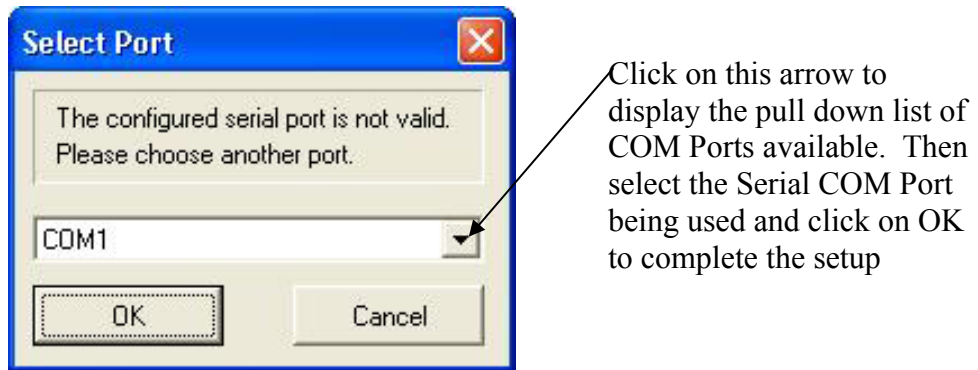 Select Port
The configured serial port is not valid.
Please choose another port.
COM1
OK
Cancel
Click on this arrow to
display the pull down list of
COM Ports available.  Then
select the Serial COM Port
being used and click on OK
to complete the setup